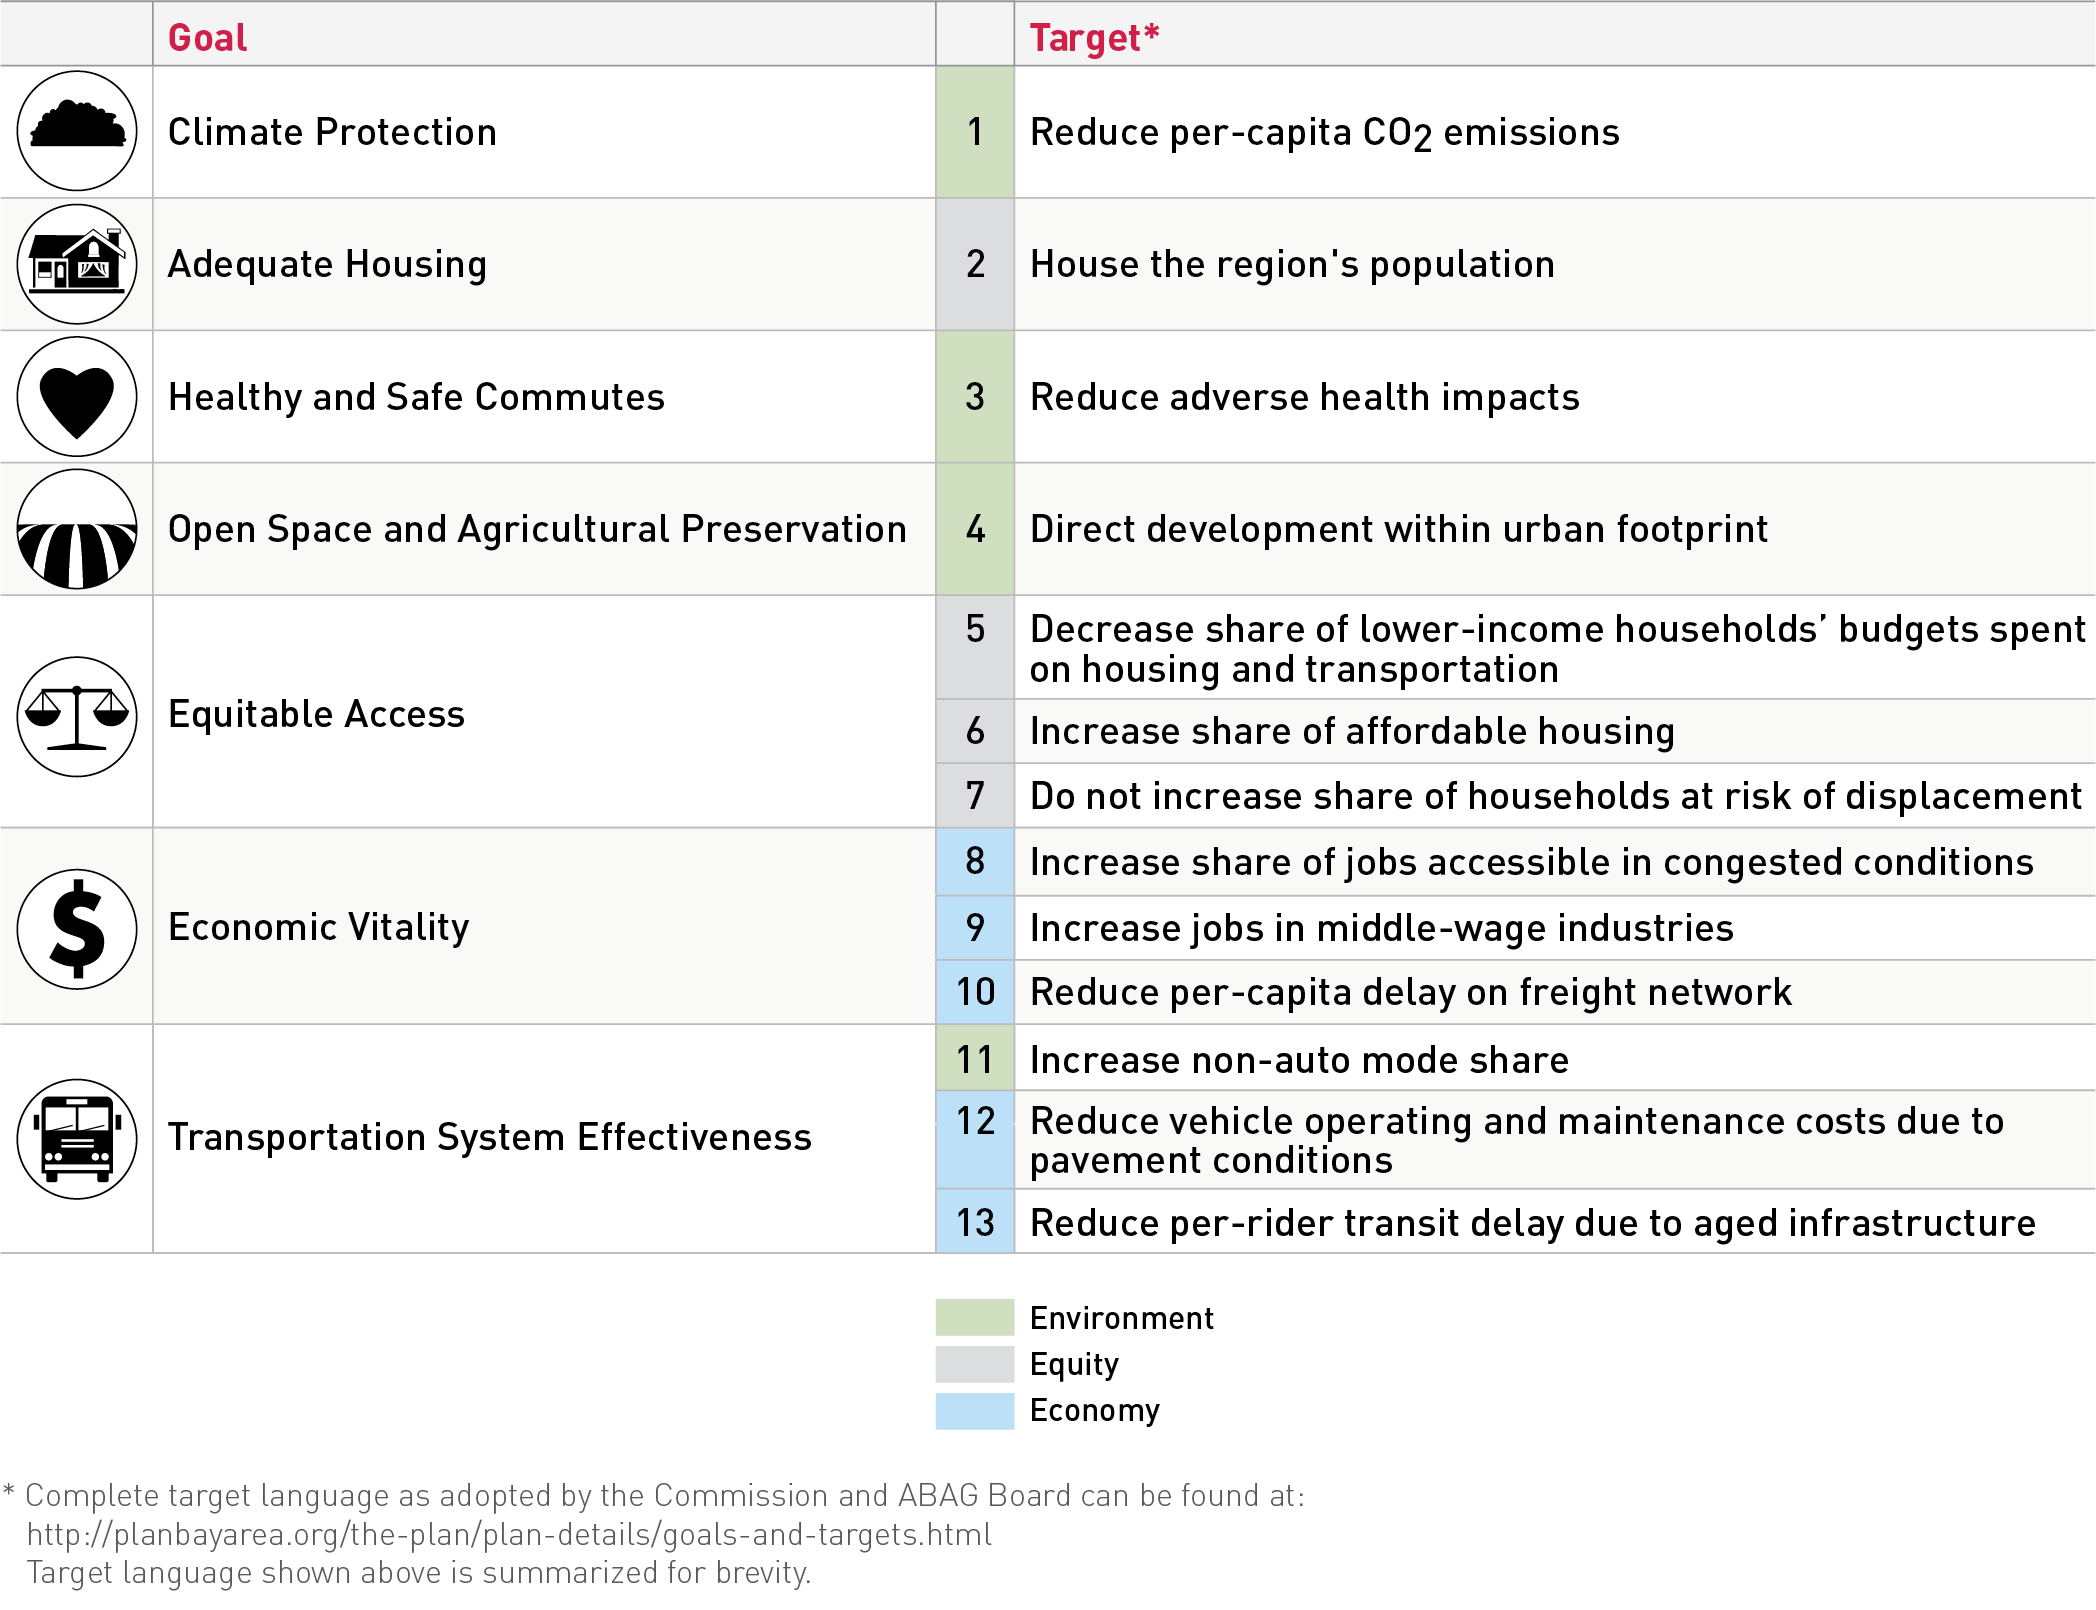 Goal Target*
Climate Protection 1 Reduce per-capita CO2 emissions
Adequate Housing 2 House the region's population
Healthy and Safe Commutes 3 Reduce adverse health impacts
Open Space and Agricultural Preservation 4 Direct development within urban footprint
Equitable Access
5 Decrease share of lower-income households’ budgets spent
on housing and transportation
6 Increase share of affordable housing
7 Do not increase share of households at risk of displacement
Economic Vitality
8 Increase share of jobs accessible in congested conditions
9 Increase jobs in middle-wage industries
10 Reduce per-capita delay on freight network
Transportation System Effectiveness
11 Increase non-auto mode share
12 Reduce vehicle operating and maintenance costs due to
pavement conditions
13 Reduce per-rider transit delay due to aged infrastructure
Environment
Equity
Economy
* Complete target language as adopted by the Commission and ABAG Board can be found at:
http://planbayarea.org/the-plan/plan-details/goals-and-targets.html
Target language shown above is summarized for brevity.